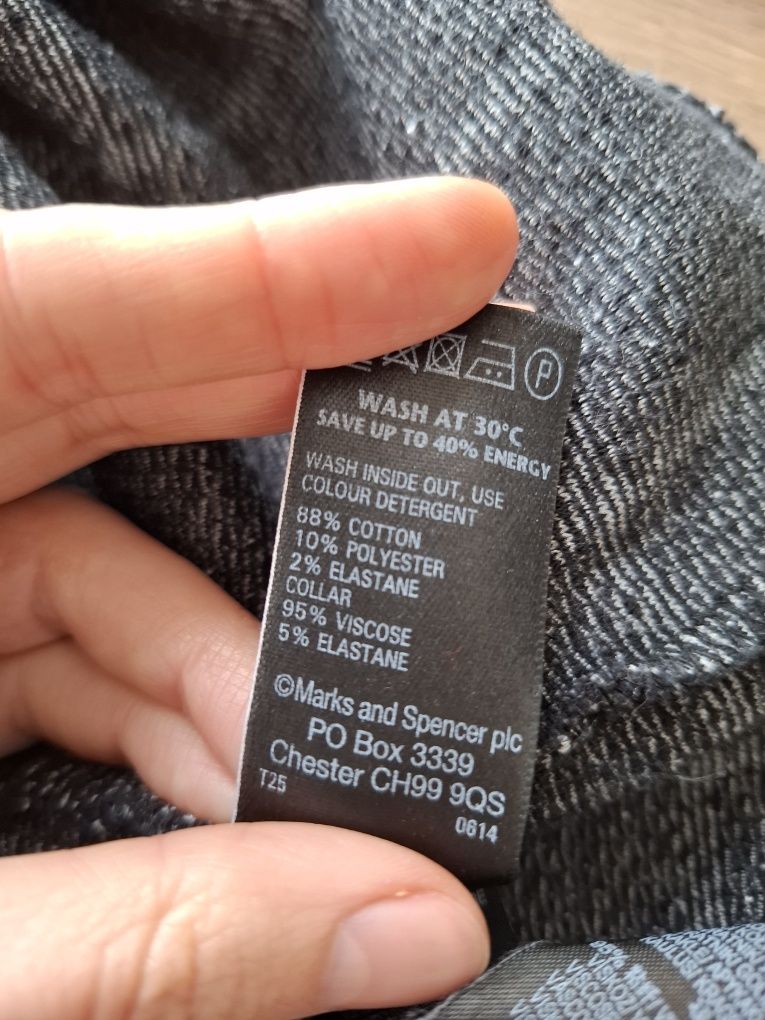 P
WASH AT 30°C
SAVE UP TO 40% ENERGY
WASH INSIDE OUT, USE
COLOUR DETERGENT
88% COTTON
10% POLYESTER
2% ELASTANE
COLLAR
95% VISCOSE
5% ELASTANE
©Marks and Spencer plc
PO Box 3339
Chester CH99 9QS
T25
0614